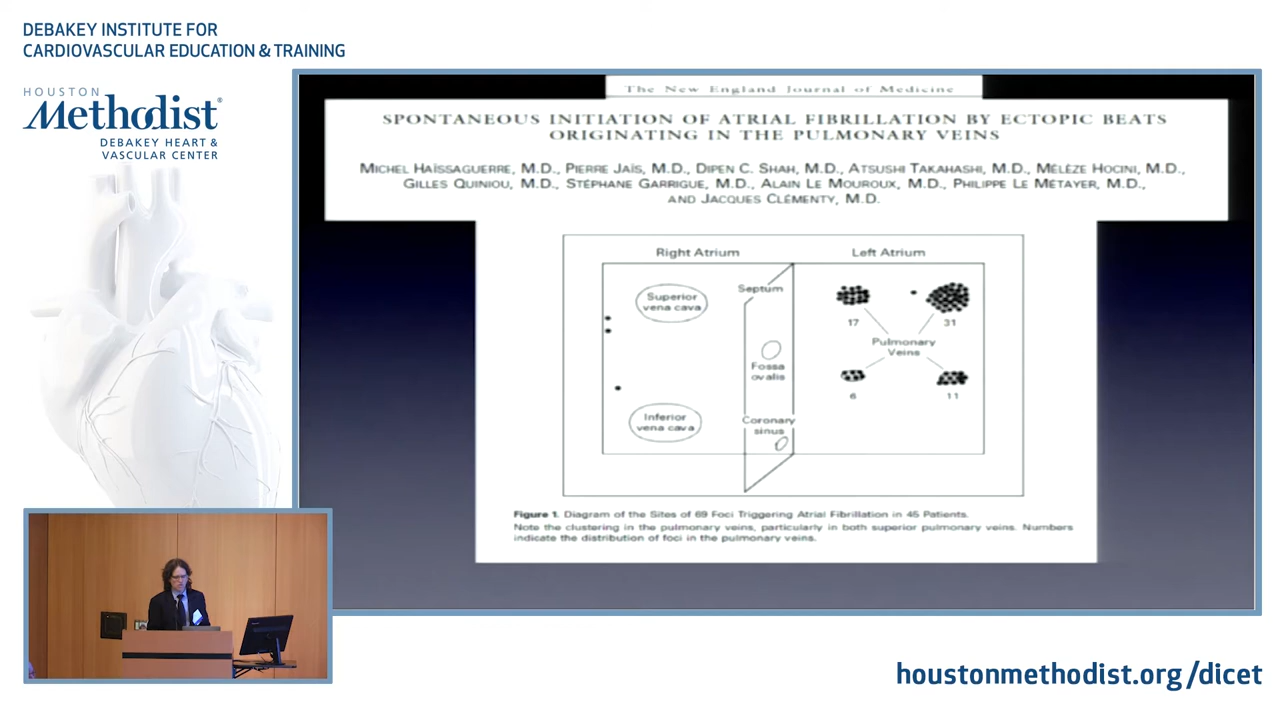 DEBAKEY INSTITUTE FOR
CARDIOVASCULAR EDUCATION & TRAINING
HOUSTON
Methodist®
DEBAKEY HEART &
VASCULAR CENTER
The New England Journal of Medicine
SPONTANEOUS INITIATION OF ATRIAL FIBRILLATION BY ECTOPIC BEATS
ORIGINATING IN THE PULMONARY VEINS
MICHEL HAÏSSAGUERRE, M.D., PIERRE JAÏS, M.D., DIPEN C. SHAH, M.D., ATSUSHI TAKAHASHI, M.D., MÉLÈZE HOCINI, M.D.,
GILLES QUINIOU, M.D., STÉPHANE GARRIGUE, M.D., ALAIN LE MOUROUX, M.D., PHILIPPE LE MÉTAYER, M.D.,
AND JACQUES CLÉMENTY, M.D.
Right Atrium
Left Atrium
Superior
vena cava
Septum
17
31
Pulmonary
Veins
Fossa
ovalis
6
11
Inferior
vena cava
Coronary
sinus
Figure 1. Diagram of the Sites of 69 Foci Triggering Atrial Fibrillation in 45 Patients.
Note the clustering in the pulmonary veins, particularly in both superior pulmonary veins. Numbers
indicate the distribution of foci in the pulmonary veins.
houstonmethodist.org/dicet